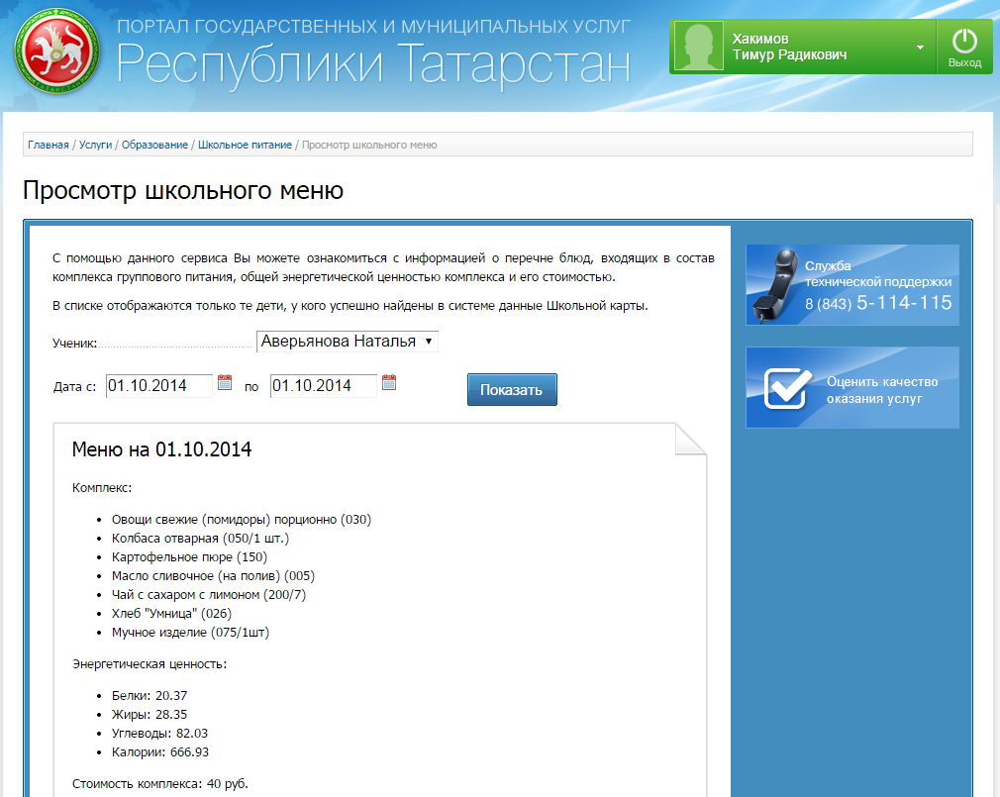 ПОРТАЛ ГОСУДАРСТВЕННЫХ И МУНИЦИПАЛЬНЫХ УСЛУГ
Республики Татарстан
Хакимов
Тимур Радикович
Выход
ТАТАРСТАН
Главная / Услуги / Образование / Школьное питание / Просмотр школьного меню
Просмотр школьного меню
С помощью данного сервиса Вы можете ознакомиться с информацией о перечне блюд, входящих в состав
комплекса группового питания, общей энергетической ценностью комплекса и его стоимостью.
В списке отображаются только те дети, у кого успешно найдены в системе данные Школьной карты.
Ученик: Аверьянова Наталья
Дата с: 01.10.2014 по 01.10.2014 Показать
Меню на 01.10.2014
Комплекс:
• Овощи свежие (помидоры) порционно (030)
• Колбаса отварная (050/1 шт.)
• Картофельное пюре (150)
• Масло сливочное (на полив) (005)
• Чай с сахаром с лимоном (200/7)
• Хлеб "Умница" (026)
• Мучное изделие (075/1шт)
Энергетическая ценность:
• Белки: 20.37
• Жиры: 28.35
• Углеводы: 82.03
• Калории: 666.93
Стоимость комплекса: 40 руб.
Служба
технической поддержки
8 (843) 5-114-115
Оценить качество
оказания услуг